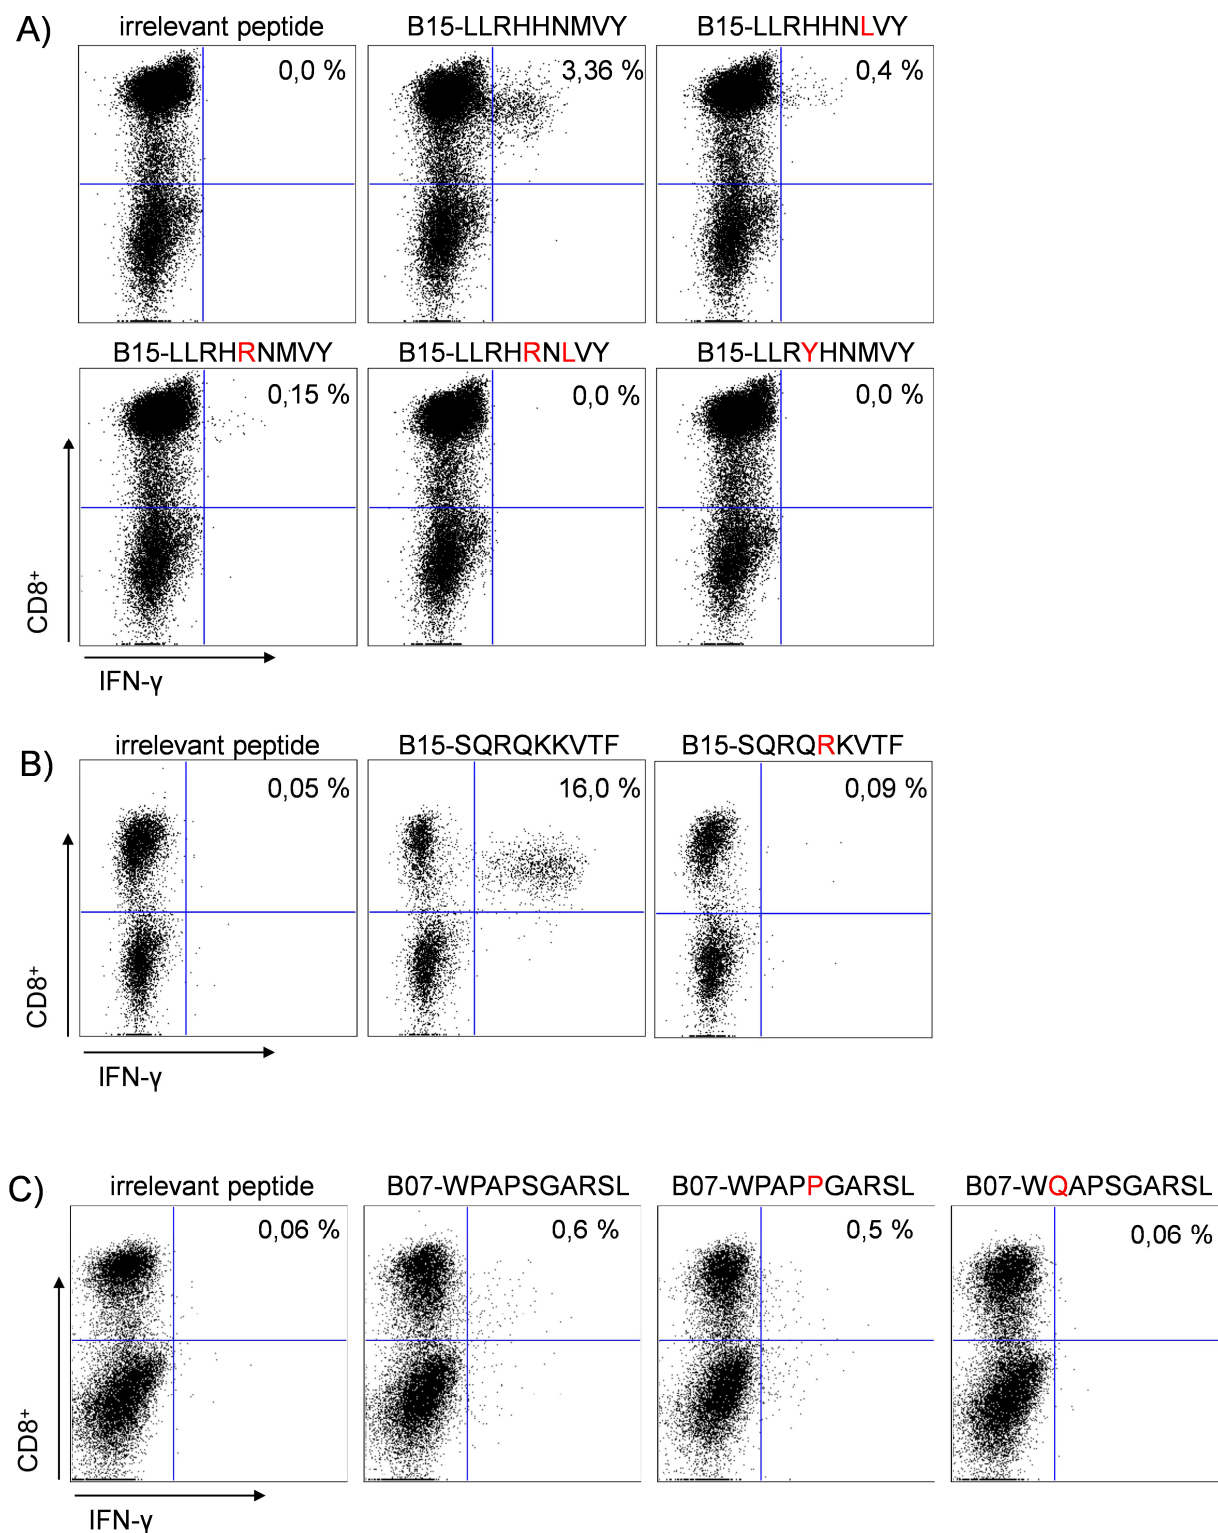 A)
irrelevant peptide
B15-LLRHHNMVY
B15-LLRHHNLVY
0,0 %
3,36 %
0,4 %
B15-LLRHRNMVY
B15-LLRHRNLVY
B15-LLRYHNMVY
0,15 %
0,0 %
0,0 %
CD8+
IFN-γ
B)
irrelevant peptide
B15-SQRQKKVTF
B15-SQRQRKVTF
0,05 %
16,0 %
0,09 %
CD8+
IFN-γ
C)
irrelevant peptide
B07-WPAPSGARSL
B07-WPAPPGARSL
B07-WQAPSGARSL
0,06 %
0,6 %
0,5 %
0,06 %
CD8+
IFN-γ